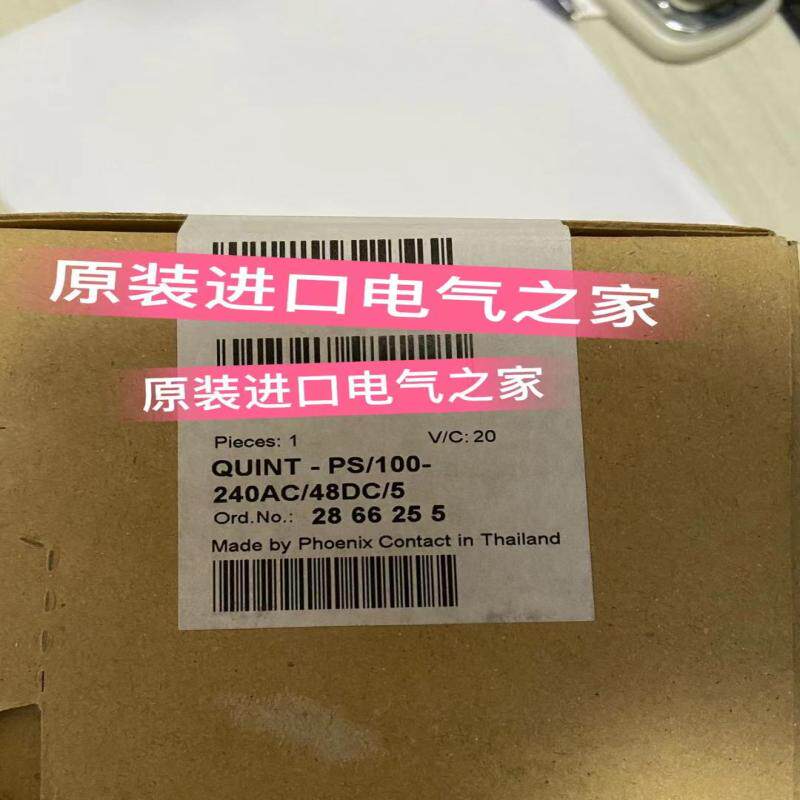 原装进口电气之家
原装进口电气之家
Pieces: 1 V/C: 20
QUINT - PS/100-
240AC/48DC/5
Ord.No.: 28 66 25 5
Made by Phoenix Contact in Thailand